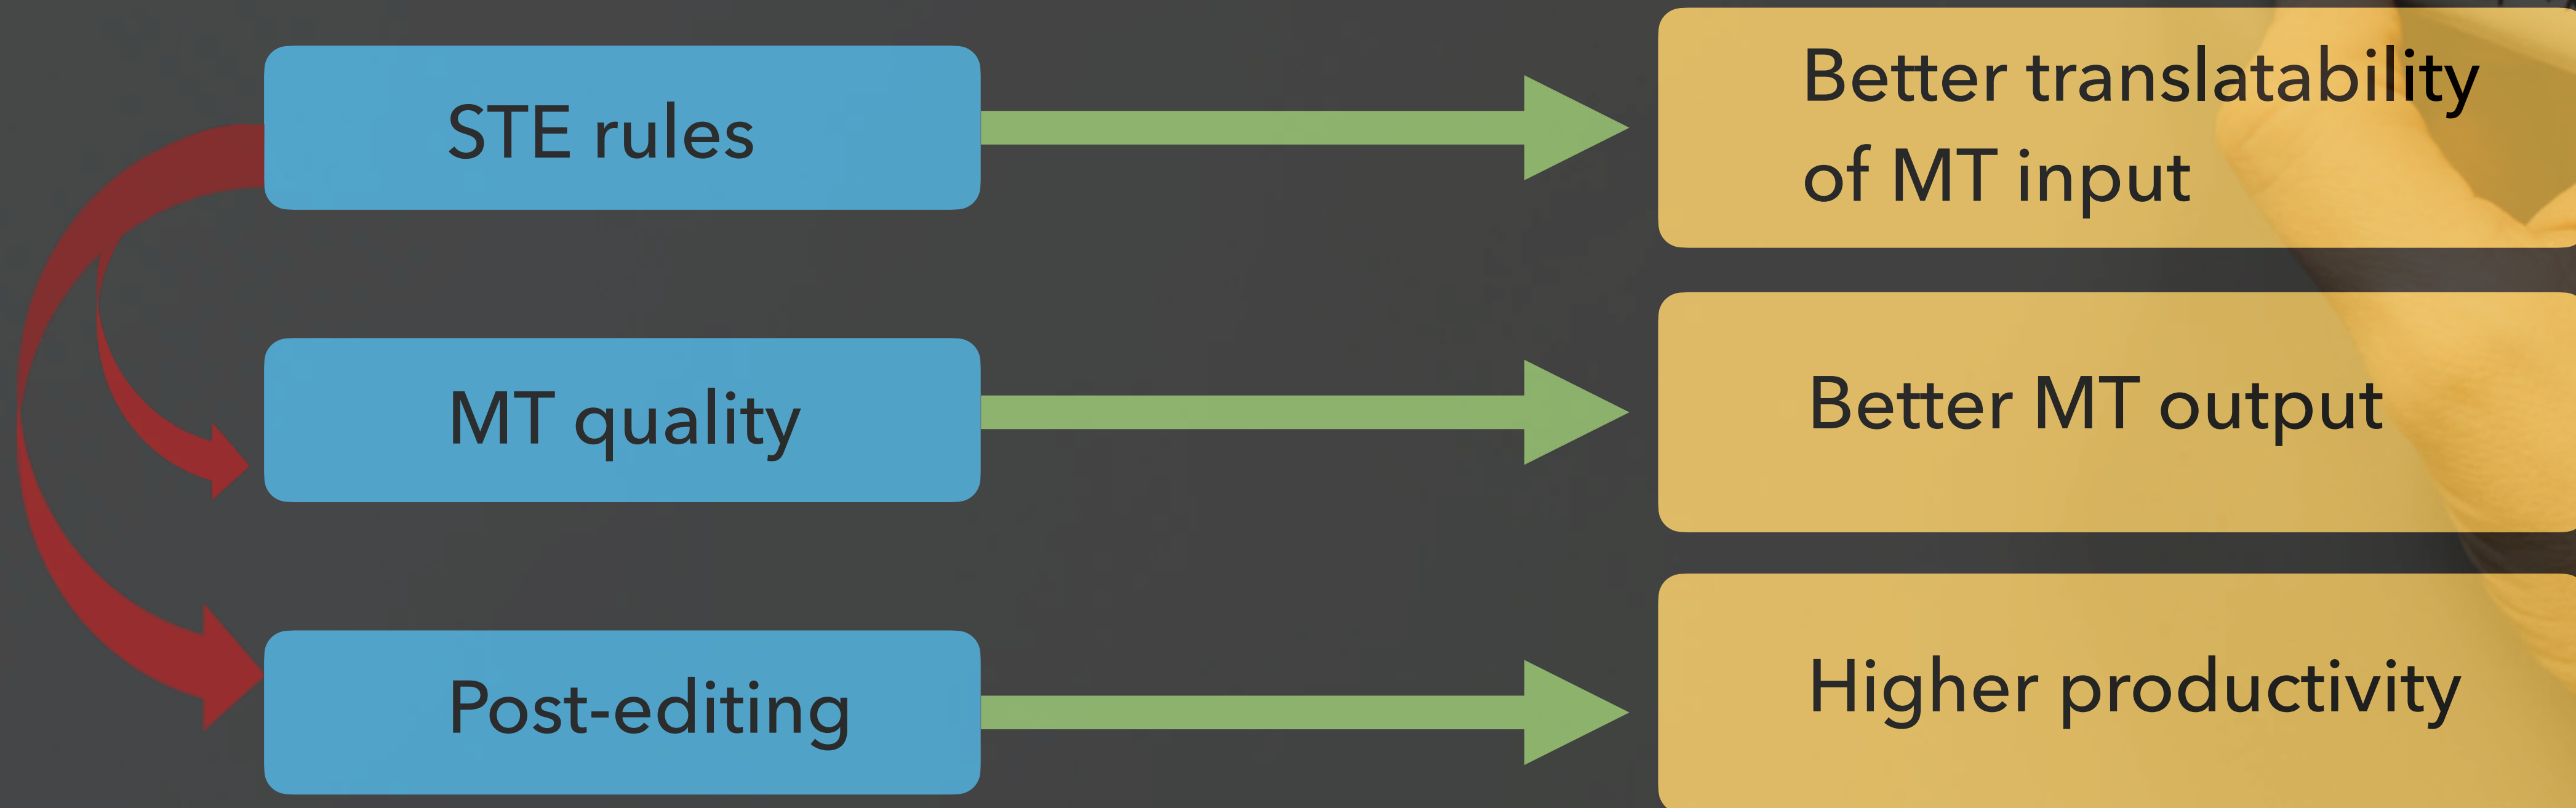 STE rules
Better translatability
of MT input
MT quality
Better MT output
Post-editing
Higher productivity